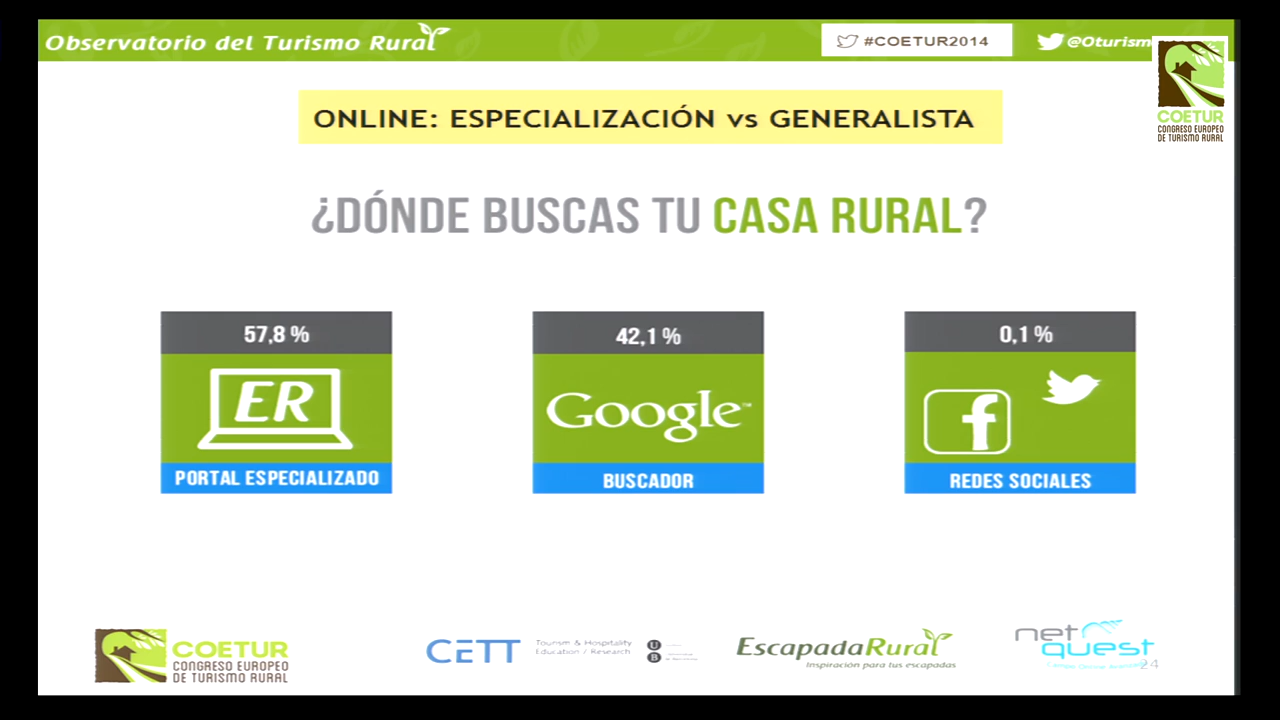 Observatorio del Turismo Rural
#COETUR2014
@Oturism
COETUR
CONGRESO EUROPEO
DE TURISMO RURAL
ONLINE: ESPECIALIZACIÓN vs GENERALISTA
¿DÓNDE BUSCAS TU CASA RURAL?
57,8 %
ER
PORTAL ESPECIALIZADO
42,1 %
Google™
BUSCADOR
0,1 %
f
REDES SOCIALES
COETUR
CONGRESO EUROPEO
DE TURISMO RURAL
CETT
Tourism & Hospitality
Education / Research
U
B
EscapadaRural
Inspiración para tus escapadas
net
quest
24